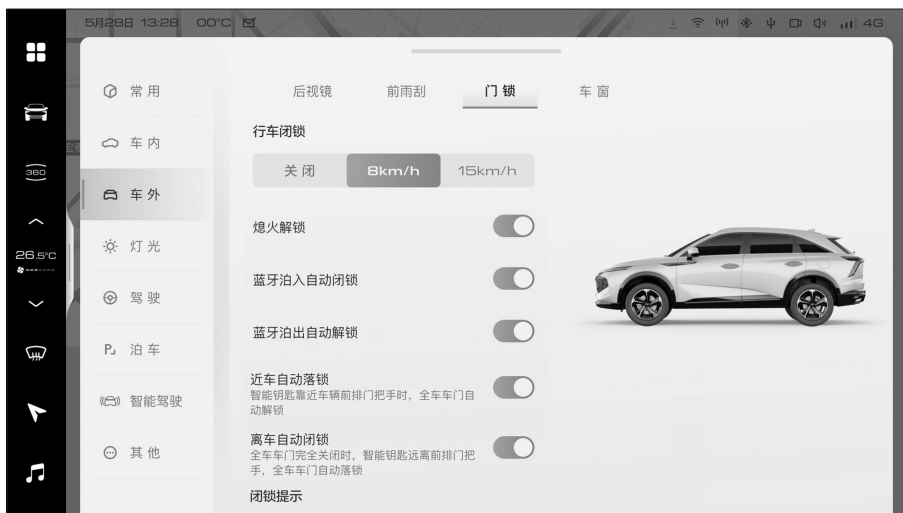 5月28日 13:28 00°C
4G
360
26.5°C
常用
车内
车外
灯光
驾驶
泊车
智能驾驶
其他
后视镜 前雨刮 门锁 车窗
行车闭锁
关闭 8km/h 15km/h
熄火解锁
蓝牙泊入自动闭锁
蓝牙泊出自动解锁
近车自动落锁
智能钥匙靠近车辆前排门把手时，全车车门自
动解锁
离车自动闭锁
全车车门完全关闭时，智能钥匙远离前排门把
手，全车车门自动落锁
闭锁提示